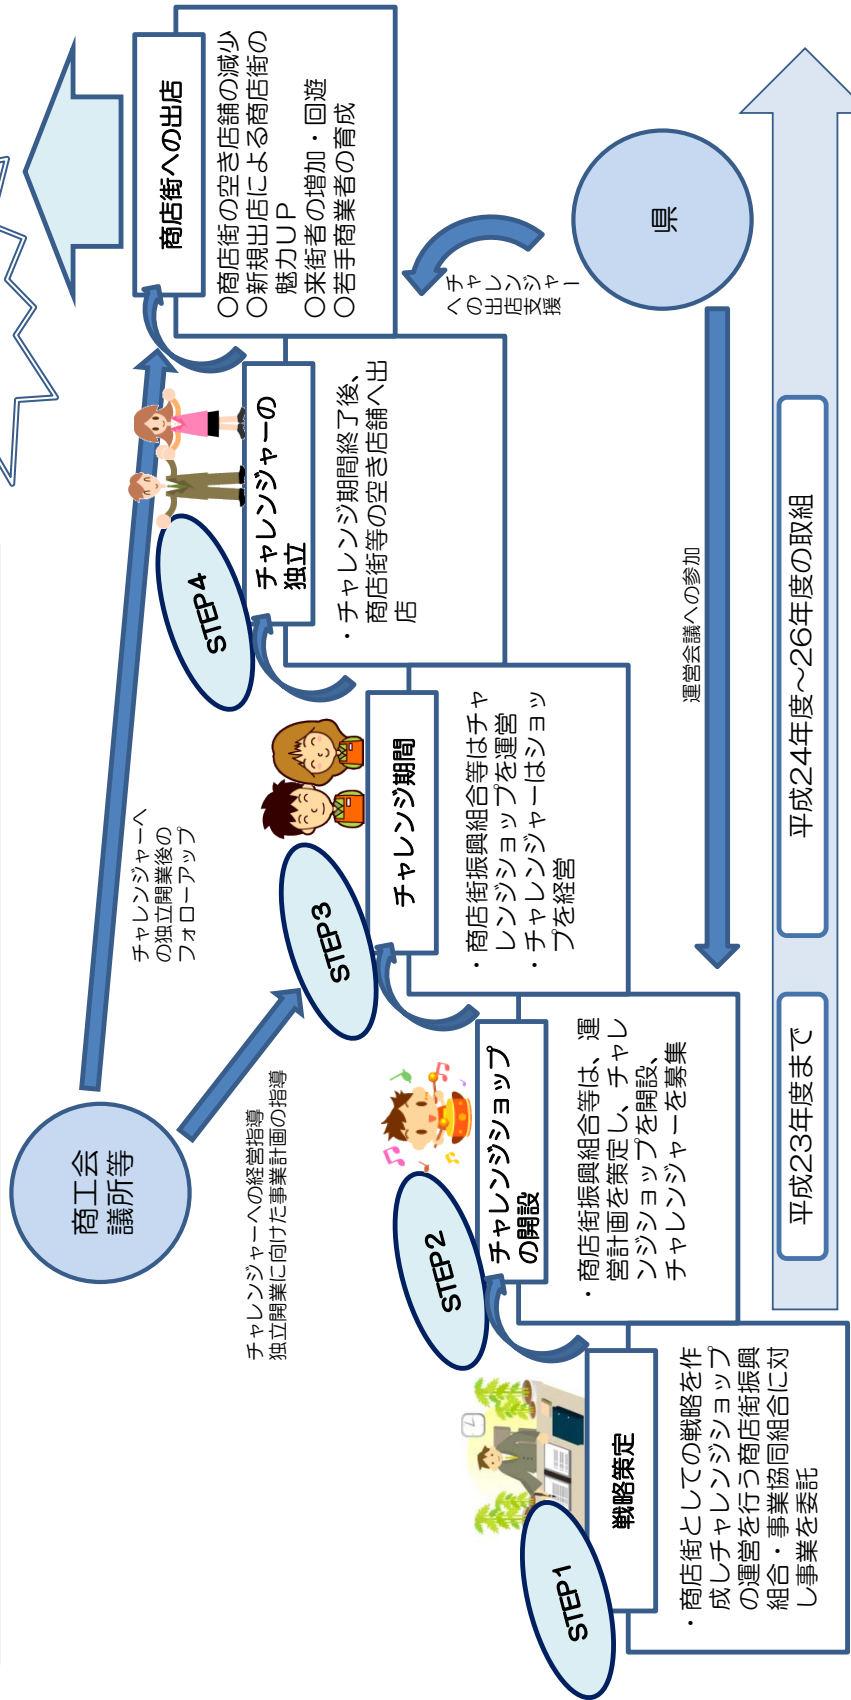 商工会
議所等
チャレンジャーへ
の独立開業後の
フォローアップ
チャレンジャーへの経営指導
独立開業に向けた事業計画の指導
STEP1
戦略策定
・商店街としての戦略を作
成しチャレンジショップ
の運営を行う商店街振興
組合・事業協同組合に対
し事業を委託
STEP2
チャレンジショップ
の開設
・商店街振興組合等は、運
営計画を策定し、チャレ
ンジショップを開設、
チャレンジャーを募集
STEP3
チャレンジ期間
・商店街振興組合等はチャ
レンジショップを運営
・チャレンジャーはショッ
プを経営
STEP4
チャレンジャーの
独立
・チャレンジ期間終了後、
商店街等の空き店舗へ出
店
商店街への出店
○商店街の空き店舗の減少
○新規出店による商店街の
魅力UP
○来街者の増加・回遊
○若手商業者の育成
チャレンジャー
への出店支援
県
運営会議への参加
平成23年度まで
平成24年度～26年度の取組